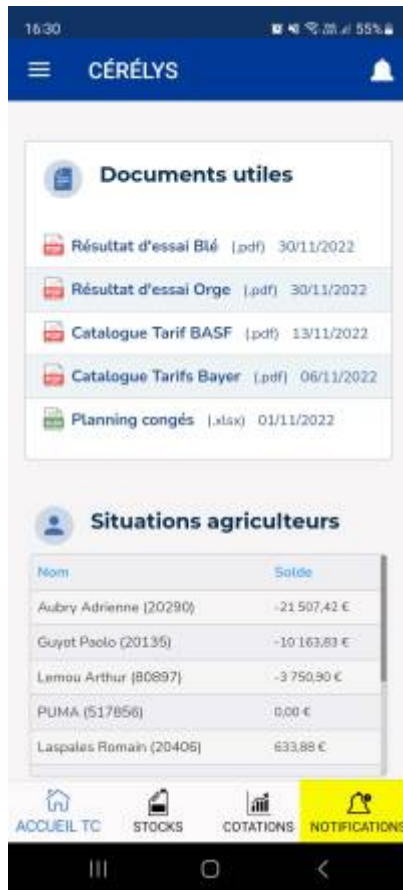 16:30 55%
CÉRÉLYS
Documents utiles
Résultat d'essai Blé (.pdf) 30/11/2022
Résultat d'essai Orge (.pdf) 30/11/2022
Catalogue Tarif BASF (.pdf) 13/11/2022
Catalogue Tarifs Bayer (.pdf) 06/11/2022
Planning congés (.xlsx) 01/11/2022
Situations agriculteurs
Nom Solde
Aubry Adrienne (20290) -21 507,42 €
Guyot Paolo (20135) -10 163,83 €
Lemou Arthur (80897) -3 750,90 €
PUMA (517856) 0,00 €
Laspales Romain (20406) 633,88 €
ACCUEIL TC STOCKS COTATIONS NOTIFICATIONS